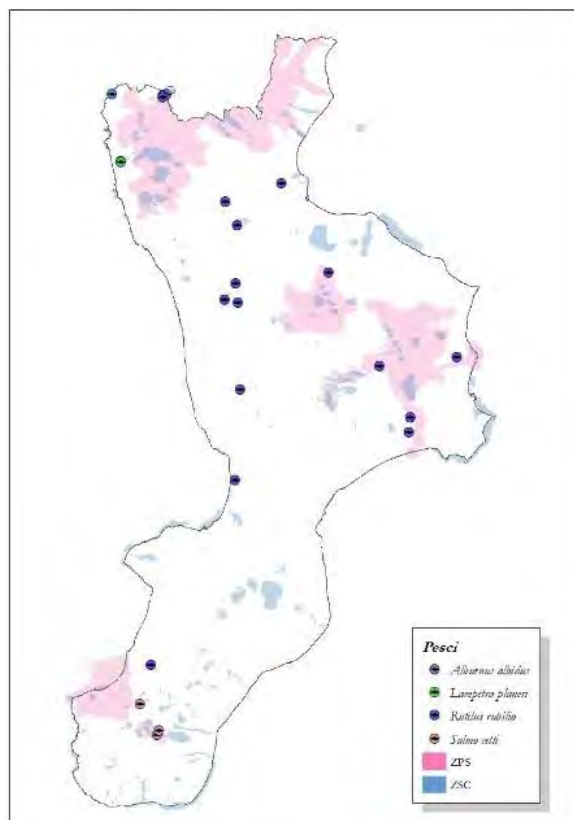 Pesci
Alburnus albidus
Lampetra planeri
Rutilus rubilio
Salmo cetti
ZPS
ZSC